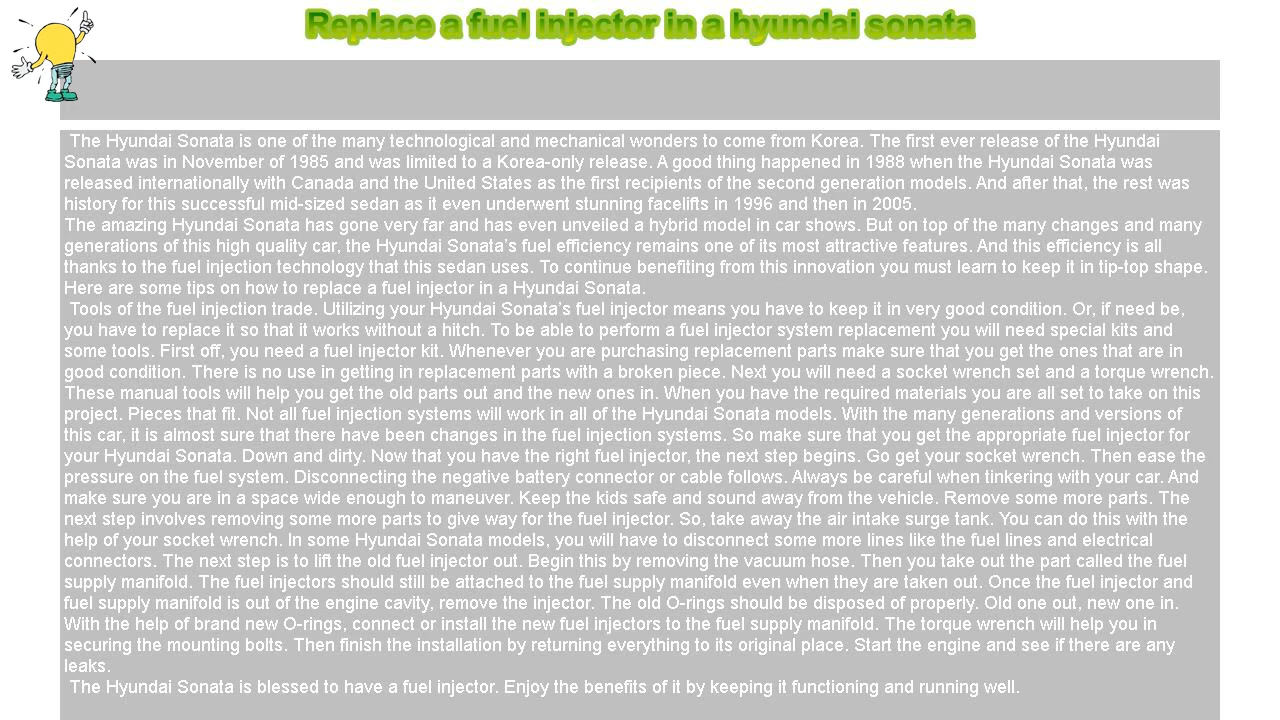 Replace a fuel injector in a hyundai sonata
The Hyundai Sonata is one of the many technological and mechanical wonders to come from Korea. The first ever release of the Hyundai
Sonata was in November of 1985 and was limited to a Korea-only release. A good thing happened in 1988 when the Hyundai Sonata was
released internationally with Canada and the United States as the first recipients of the second generation models. And after that, the rest was
history for this successful mid-sized sedan as it even underwent stunning facelifts in 1996 and then in 2005.
The amazing Hyundai Sonata has gone very far and has even unveiled a hybrid model in car shows. But on top of the many changes and many
generations of this high quality car, the Hyundai Sonata's fuel efficiency remains one of its most attractive features. And this efficiency is all
thanks to the fuel injection technology that this sedan uses. To continue benefiting from this innovation you must learn to keep it in tip-top shape.
Here are some tips on how to replace a fuel injector in a Hyundai Sonata.
Tools of the fuel injection trade. Utilizing your Hyundai Sonata's fuel injector means you have to keep it in very good condition. Or, if need be,
you have to replace it so that it works without a hitch. To be able to perform a fuel injector system replacement you will need special kits and
some tools. First off, you need a fuel injector kit. Whenever you are purchasing replacement parts make sure that you get the ones that are in
good condition. There is no use in getting in replacement parts with a broken piece. Next you will need a socket wrench set and a torque wrench.
These manual tools will help you get the old parts out and the new ones in. When you have the required materials you are all set to take on this
project. Pieces that fit. Not all fuel injection systems will work in all of the Hyundai Sonata models. With the many generations and versions of
this car, it is almost sure that there have been changes in the fuel injection systems. So make sure that you get the appropriate fuel injector for
your Hyundai Sonata. Down and dirty. Now that you have the right fuel injector, the next step begins. Go get your socket wrench. Then ease the
pressure on the fuel system. Disconnecting the negative battery connector or cable follows. Always be careful when tinkering with your car. And
make sure you are in a space wide enough to maneuver. Keep the kids safe and sound away from the vehicle. Remove some more parts. The
next step involves removing some more parts to give way for the fuel injector. So, take away the air intake surge tank. You can do this with the
help of your socket wrench. In some Hyundai Sonata models, you will have to disconnect some more lines like the fuel lines and electrical
connectors. The next step is to lift the old fuel injector out. Begin this by removing the vacuum hose. Then you take out the part called the fuel
supply manifold. The fuel injectors should still be attached to the fuel supply manifold even when they are taken out. Once the fuel injector and
fuel supply manifold is out of the engine cavity, remove the injector. The old O-rings should be disposed of properly. Old one out, new one in.
With the help of brand new O-rings, connect or install the new fuel injectors to the fuel supply manifold. The torque wrench will help you in
securing the mounting bolts. Then finish the installation by returning everything to its original place. Start the engine and see if there are any
leaks.
The Hyundai Sonata is blessed to have a fuel injector. Enjoy the benefits of it by keeping it functioning and running well.